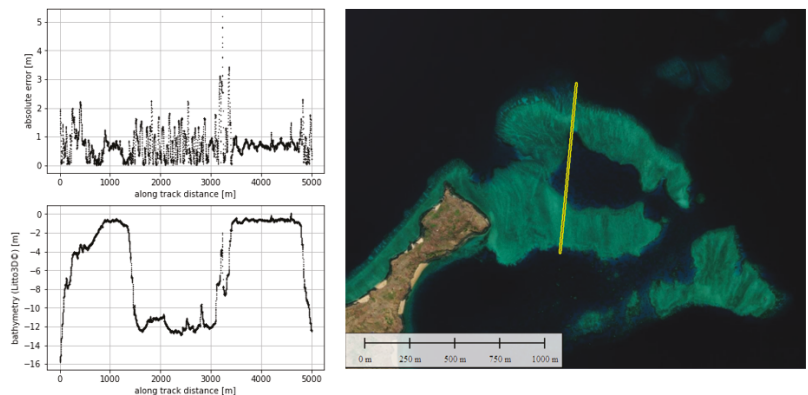 5
4
3
2
1
0
absolute error [m]
0 1000 2000 3000 4000 5000
along track distance [m]
0
−2
−4
−6
−8
−10
−12
−14
−16
bathymetry (Litto3D©) [m]
0 1000 2000 3000 4000 5000
along track distance [m]
0 m 250 m 500 m 750 m 1000 m